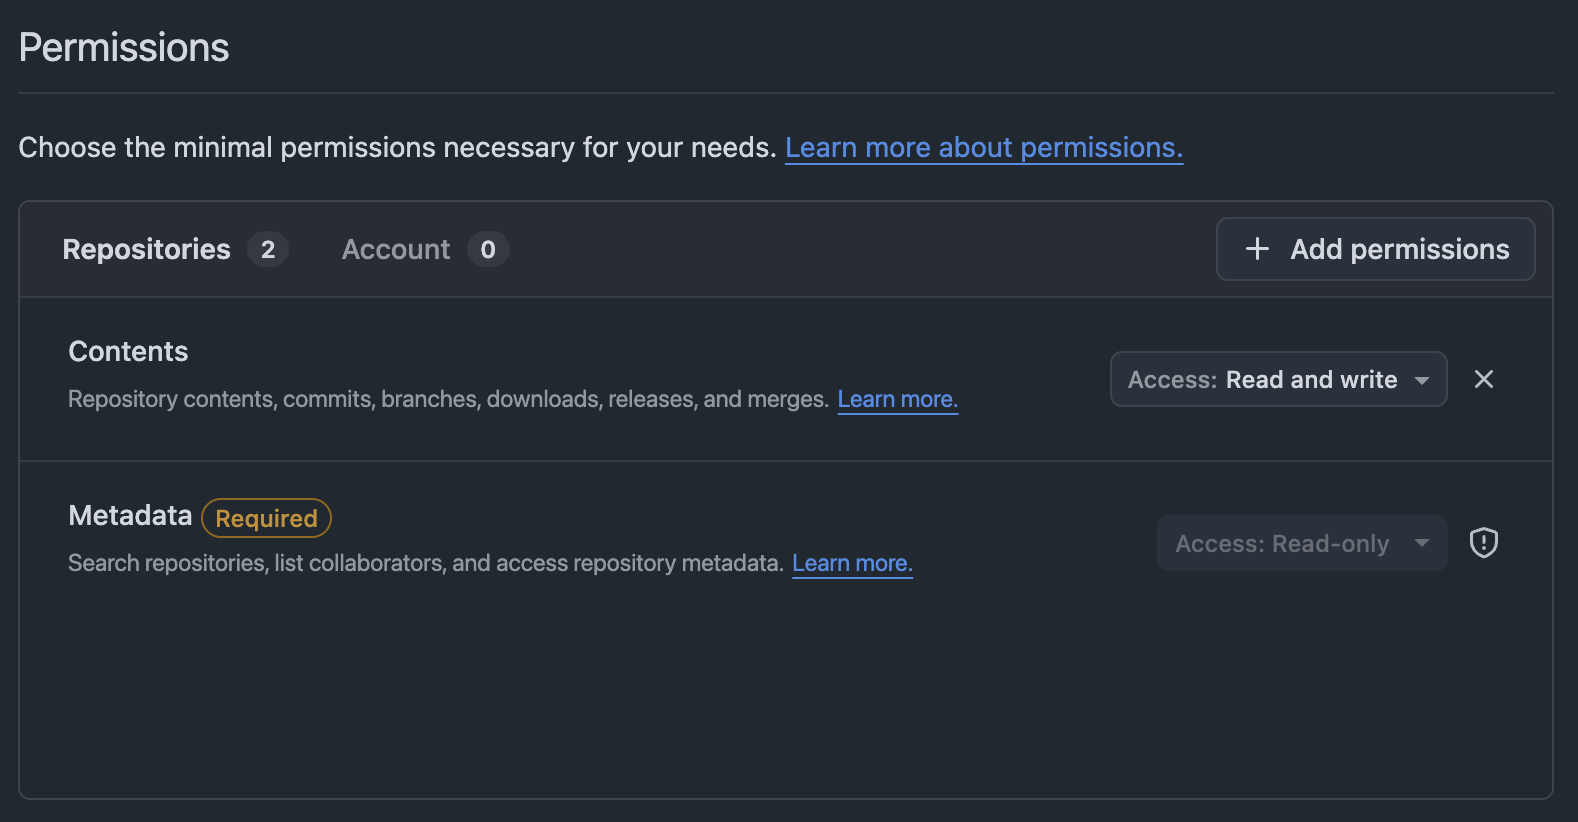 Permissions
Choose the minimal permissions necessary for your needs. Learn more about permissions.
Repositories 2 Account 0 + Add permissions
Contents
Repository contents, commits, branches, downloads, releases, and merges. Learn more.
Access: Read and write
Metadata Required
Search repositories, list collaborators, and access repository metadata. Learn more.
Access: Read-only